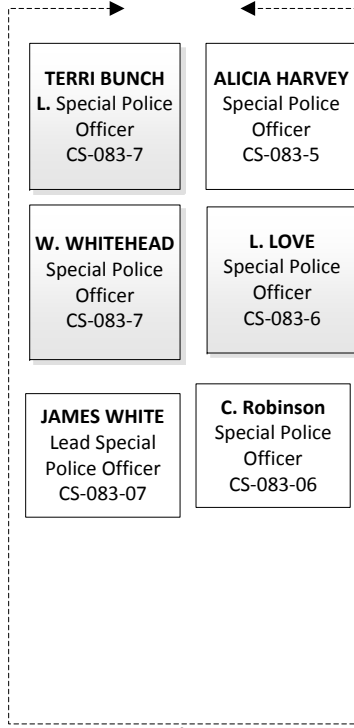 TERRI BUNCH
L. Special Police
Officer
CS-083-7
ALICIA HARVEY
Special Police
Officer
CS-083-5
W. WHITEHEAD
Special Police
Officer
CS-083-7
L. LOVE
Special Police
Officer
CS-083-6
JAMES WHITE
Lead Special
Police Officer
CS-083-07
C. Robinson
Special Police
Officer
CS-083-06